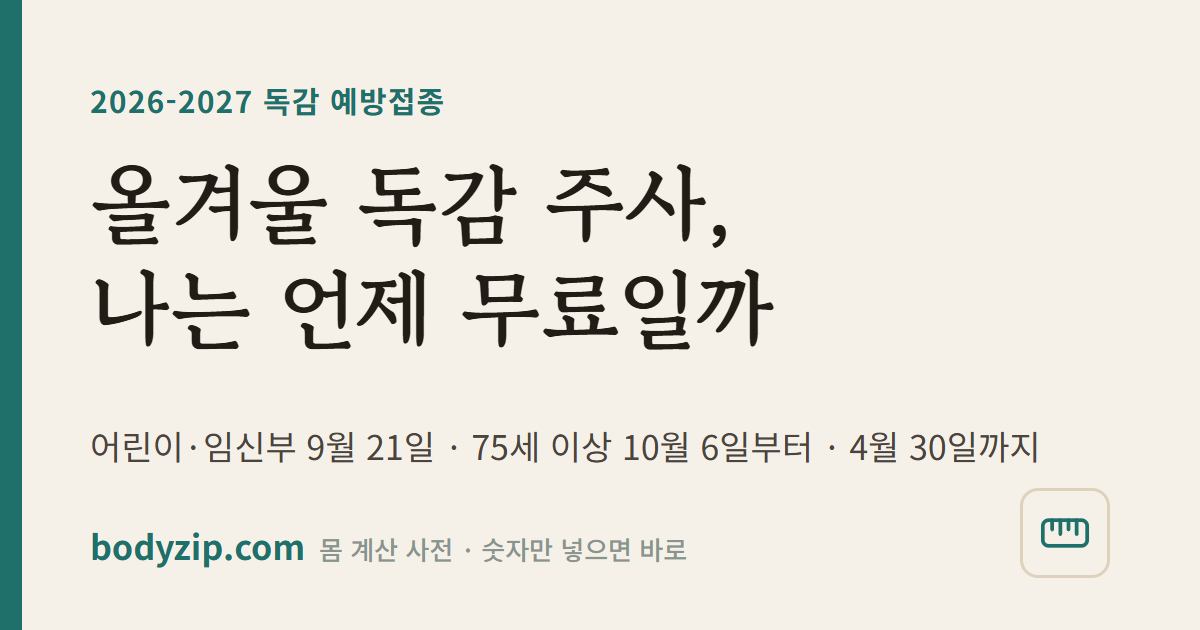 2026-2027 독감 예방접종
올겨울 독감 주사,
나는 언제 무료일까
어린이·임신부 9월 21일 · 75세 이상 10월 6일부터 · 4월 30일까지
bodyzip.com 몸 계산 사전 · 숫자만 넣으면 바로